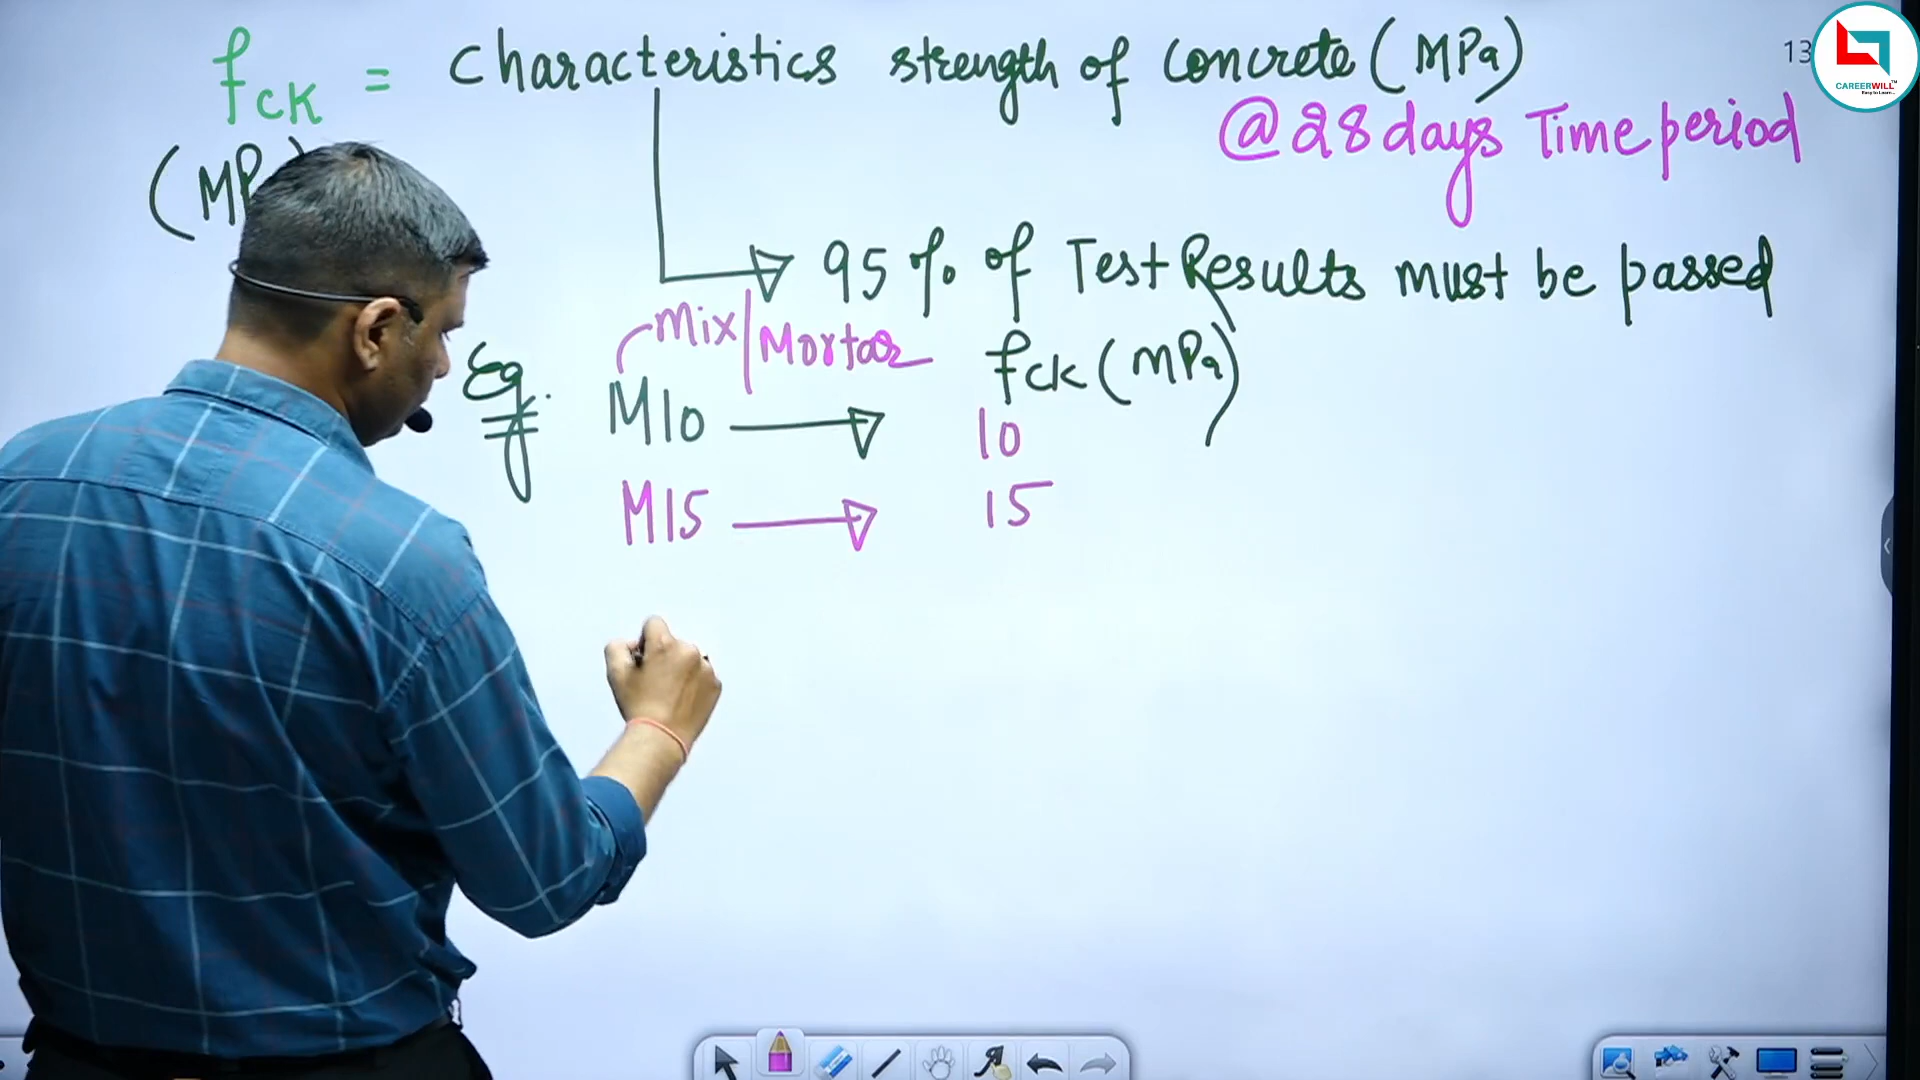 fck = Characteristics strength of Concrete (MPa)
13
CAREERWILL
@ 28 days Time period
(MP
95% of Test Results must be passed
Mix | Mortar
fck (MPa)
Eg.
M10 → 10
M15 → 15